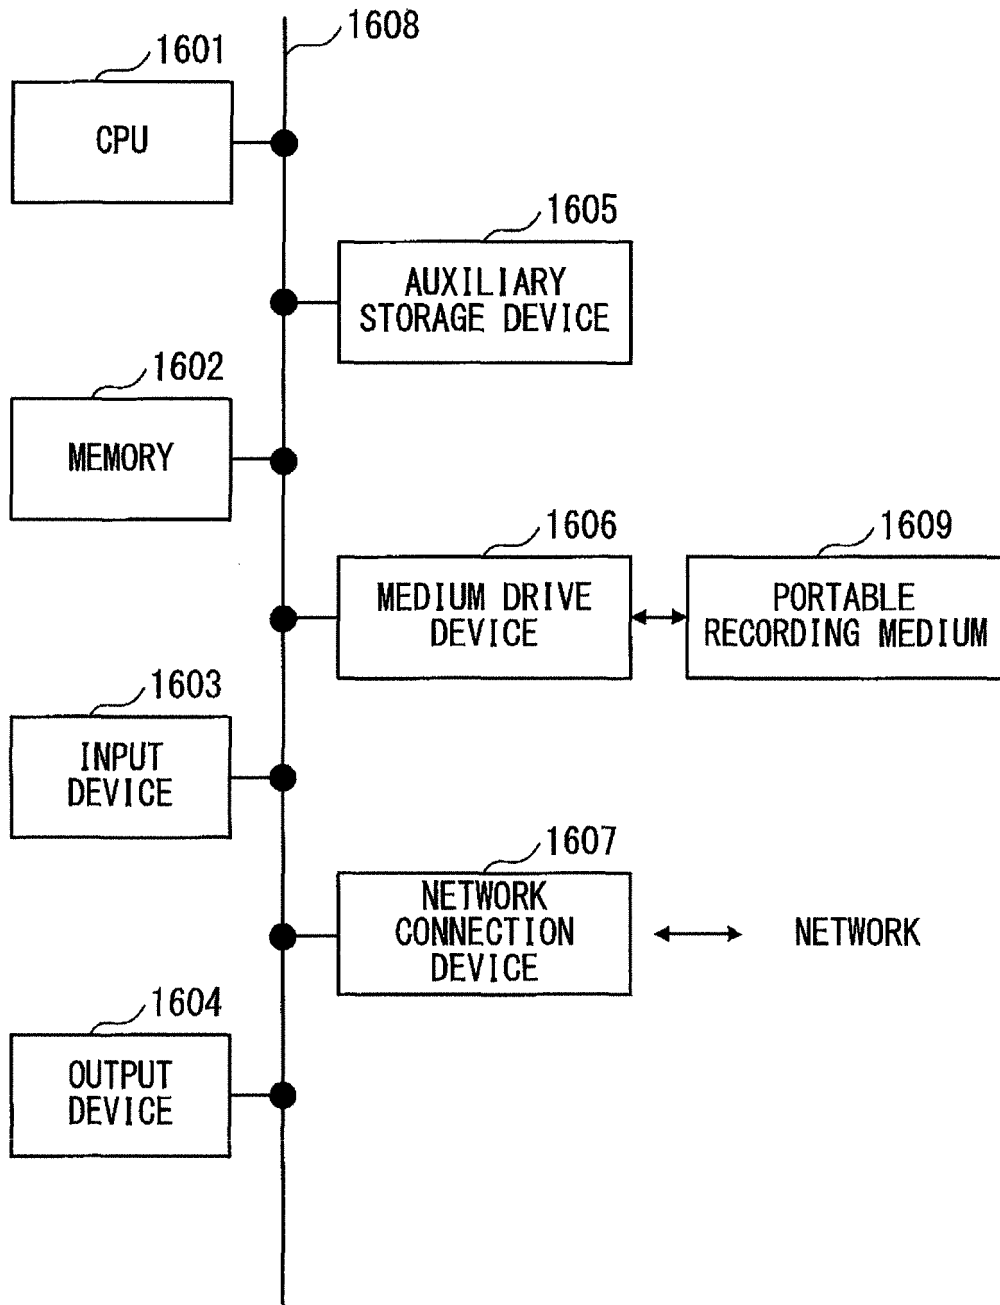 1601
1608
CPU
1605
AUXILIARY
STORAGE DEVICE
1602
MEMORY
1606
1609
MEDIUM DRIVE
DEVICE
PORTABLE
RECORDING MEDIUM
1603
INPUT
DEVICE
1607
NETWORK
CONNECTION
DEVICE
NETWORK
1604
OUTPUT
DEVICE